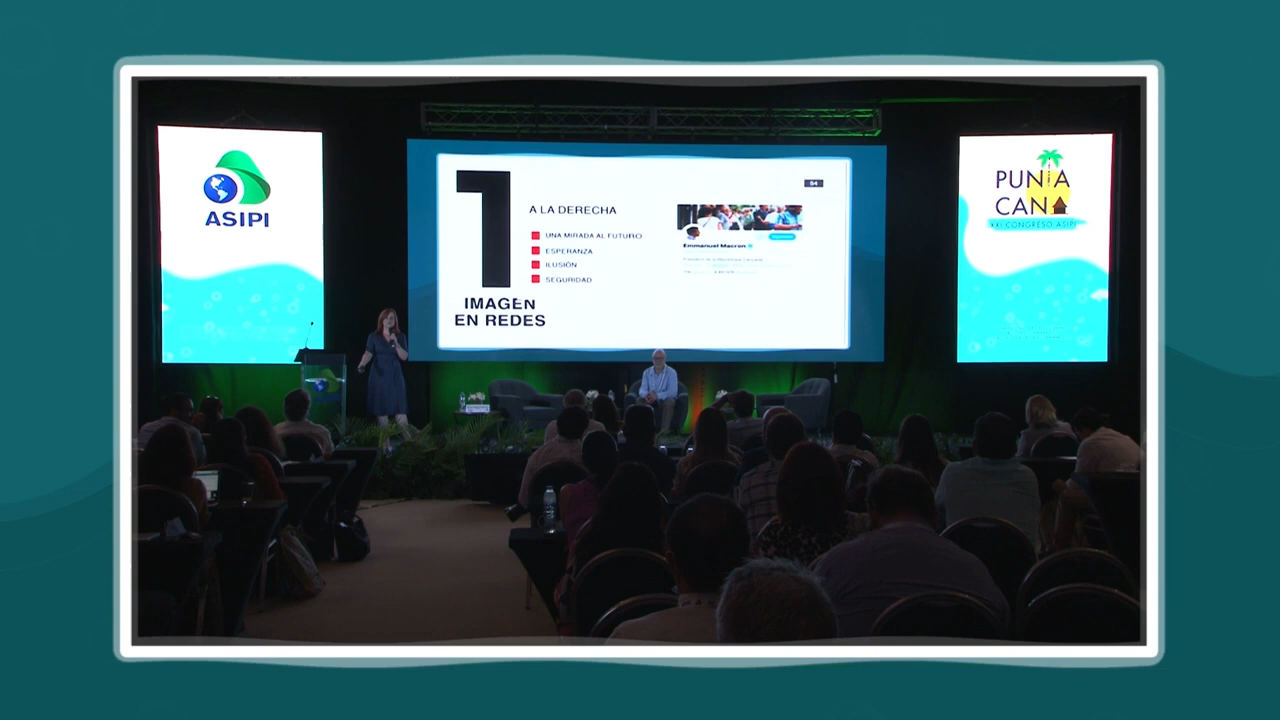 ASIPI
1
IMAGEN
EN REDES
A LA DERECHA
UNA MIRADA AL FUTURO
ESPERANZA
ILUSIÓN
SEGURIDAD
54
Emmanuel Macron
PUNTA
CANA
XXI CONGRESO ASIPI